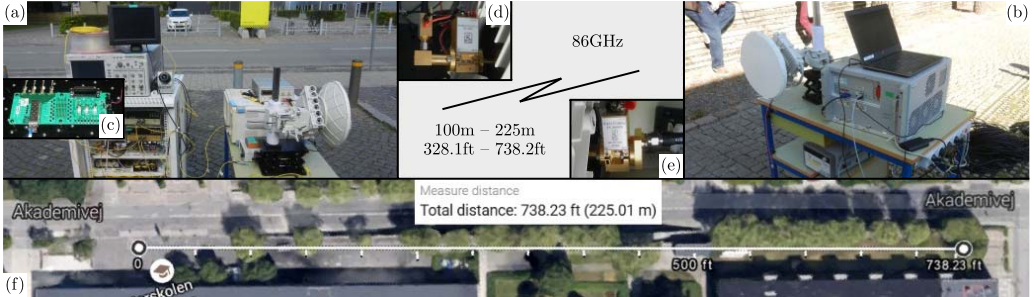 (a)
(d)
(b)
86GHz
(c)
100m – 225m
328.1ft – 738.2ft
(e)
Measure distance
Total distance: 738.23 ft (225.01 m)
Akademivej
Akademivej
0
500 ft
738.23 ft
(f)
rskolen